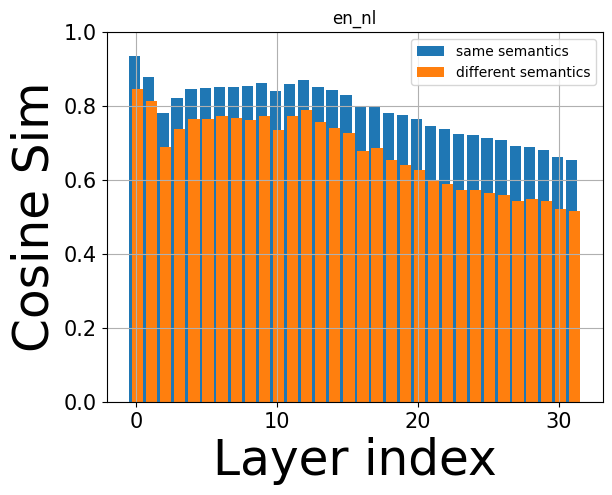 en_nl
same semantics
different semantics
Cosine Sim
1.0
0.8
0.6
0.4
0.2
0.0
0 10 20 30
Layer index